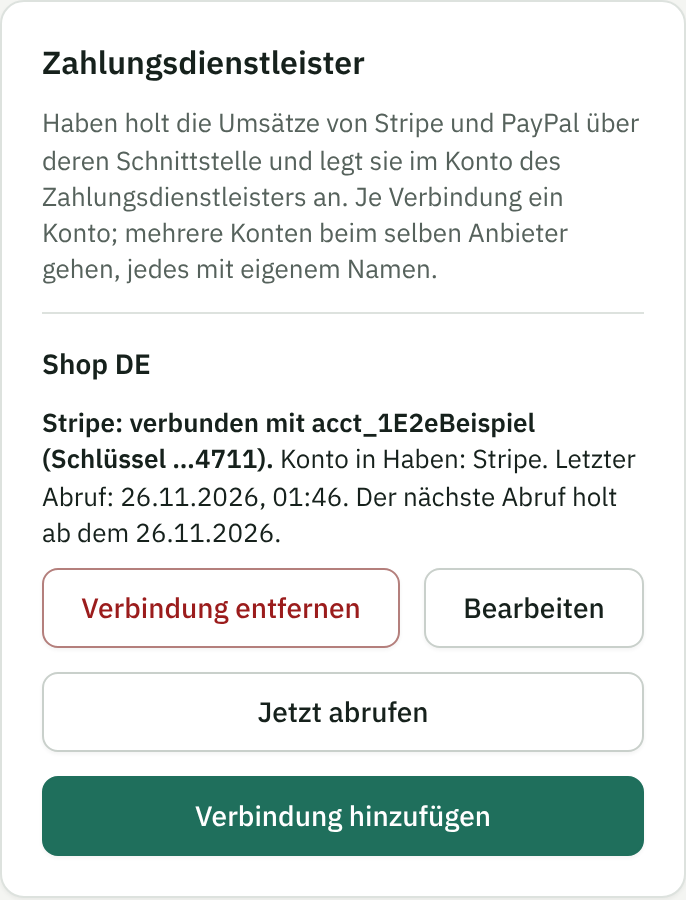 Zahlungsdienstleister
Haben holt die Umsätze von Stripe und PayPal über
deren Schnittstelle und legt sie im Konto des
Zahlungsdienstleisters an. Je Verbindung ein
Konto; mehrere Konten beim selben Anbieter
gehen, jedes mit eigenem Namen.
Shop DE
Stripe: verbunden mit acct_1E2eBeispiel
(Schlüssel …4711). Konto in Haben: Stripe. Letzter
Abruf: 26.11.2026, 01:46. Der nächste Abruf holt
ab dem 26.11.2026.
Verbindung entfernen
Bearbeiten
Jetzt abrufen
Verbindung hinzufügen